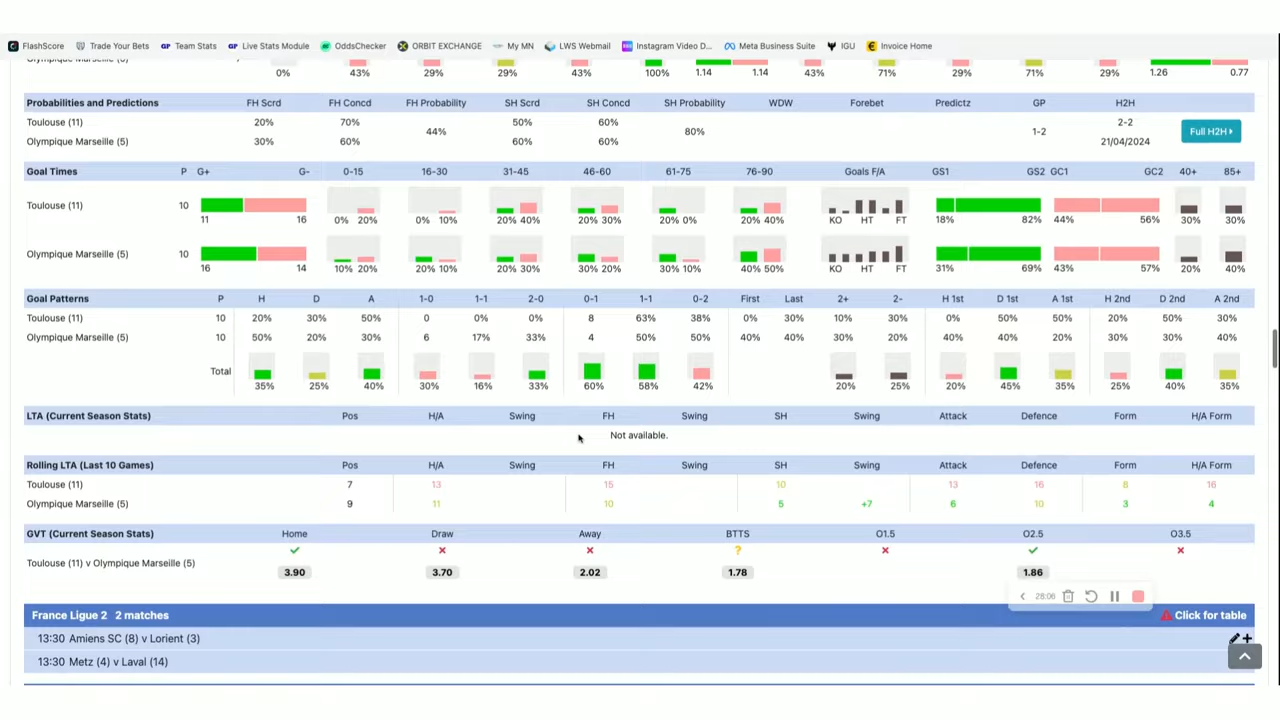 FlashScore Trade Your Bets Team Stats Live Stats Module OddsChecker ORBIT EXCHANGE My MN LWS Webmail Instagram Video D... Meta Business Suite IGU Invoice Home
0% 43% 29% 29% 43% 100% 1.14 1.14 43% 71% 29% 71% 29% 1.26 0.77
Probabilities and Predictions FH Scrd FH Concd FH Probability SH Scrd SH Concd SH Probability WDW Forebet Predictz GP H2H
Toulouse (11) 20% 70% 50% 60% 2-2
44% 80% 1-2 Full H2H
Olympique Marseille (5) 30% 60% 60% 60% 21/04/2024
Goal Times P G+ G- 0-15 16-30 31-45 46-60 61-75 76-90 Goals F/A GS1 GS2 GC1 GC2 40+ 85+
Toulouse (11) 10 11 16 0% 20% 0% 10% 20% 40% 20% 30% 20% 0% 20% 40% KO HT FT 18% 82% 44% 56% 30% 30%
Olympique Marseille (5) 10 16 14 10% 20% 20% 10% 20% 30% 30% 20% 30% 10% 40% 50% KO HT FT 31% 69% 43% 57% 20% 40%
Goal Patterns P H D A 1-0 1-1 2-0 0-1 1-1 0-2 First Last 2+ 2- H 1st D 1st A 1st H 2nd D 2nd A 2nd
Toulouse (11) 10 20% 30% 50% 0 0% 0% 8 63% 38% 0% 30% 10% 30% 0% 50% 50% 20% 50% 30%
Olympique Marseille (5) 10 50% 20% 30% 6 17% 33% 4 50% 50% 40% 40% 30% 20% 40% 40% 20% 30% 30% 40%
Total 35% 25% 40% 30% 16% 33% 60% 58% 42% 20% 25% 20% 45% 35% 25% 40% 35%
LTA (Current Season Stats) Pos H/A Swing FH Swing SH Swing Attack Defence Form H/A Form
Not available.
Rolling LTA (Last 10 Games) Pos H/A Swing FH Swing SH Swing Attack Defence Form H/A Form
Toulouse (11) 7 13 15 10 13 16 8 16
Olympique Marseille (5) 9 11 10 5 +7 6 10 3 4
GVT (Current Season Stats) Home Draw Away BTTS O1.5 O2.5 O3.5
Toulouse (11) v Olympique Marseille (5) ✓ × × ? × ✓ ×
3.90 3.70 2.02 1.78 1.86
28:06
France Ligue 2 2 matches Click for table
13:30 Amiens SC (8) v Lorient (3)
13:30 Metz (4) v Laval (14)